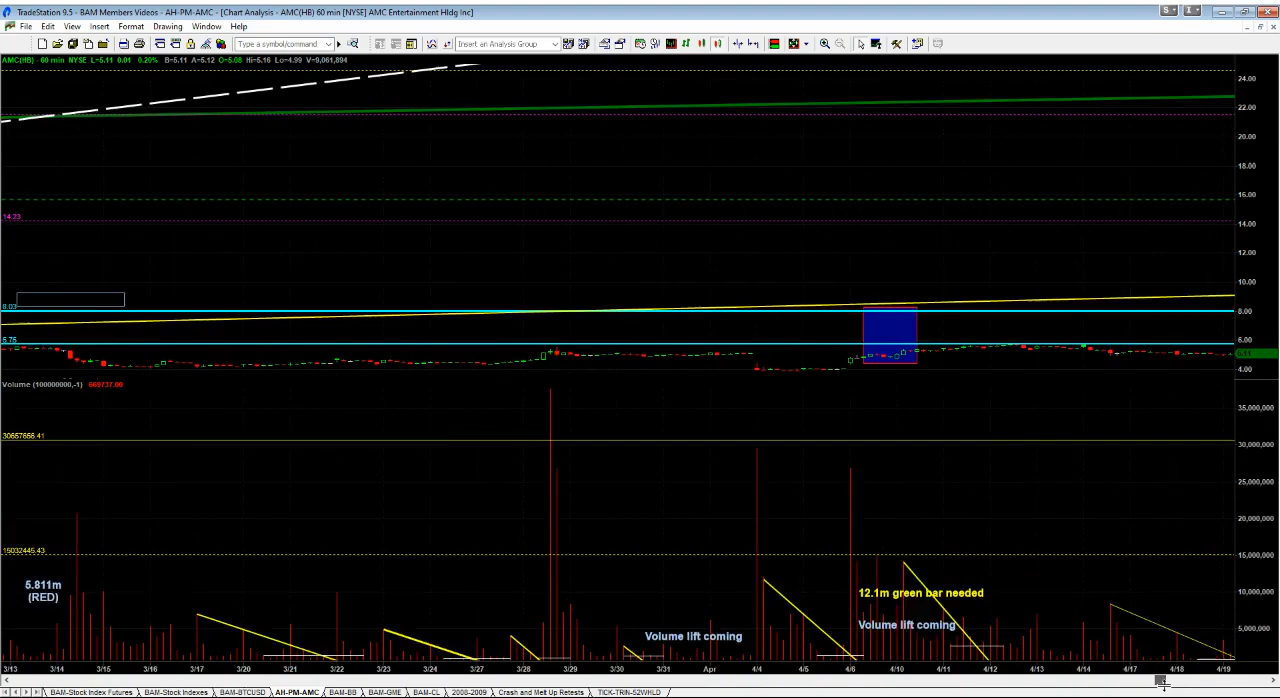 TradeStation 9.5 - BAM Members Videos - AH-PM-AMC - [Chart Analysis - AMC(HB) 60 min [NYSE] AMC Entertainment Hldg Inc]
S I
File Edit View Insert Format Drawing Window Help
Type a symbol/command Insert an Analysis Group
AMC(HB) - 60 min NYSE L=5.11 0.01 0.20% B=5.11 A=5.12 O=5.08 Hi=5.16 Lo=4.99 V=9,061,894
24.00
22.00
20.00
18.00
16.00
14.23
14.00
12.00
10.00
8.03
8.00
5.75
6.00
5.11
4.00
Volume (100000000,-1) 669737.00
35,000,000
30657656.41
30,000,000
25,000,000
20,000,000
15032445.43
15,000,000
5.811m
(RED)
12.1m green bar needed
10,000,000
Volume lift coming
Volume lift coming
5,000,000
3/13 3/14 3/15 3/16 3/17 3/20 3/21 3/22 3/23 3/24 3/27 3/28 3/29 3/30 3/31 Apr 4/4 4/5 4/6 4/10 4/11 4/12 4/13 4/14 4/17 4/18 4/19
BAM-Stock Index Futures BAM-Stock Indexes BAM-BTCUSD AH-PM-AMC BAM-BB BAM-GME BAM-CL 2008-2009 Crash and Melt Up Retests TICK-TRIN-52WHLD